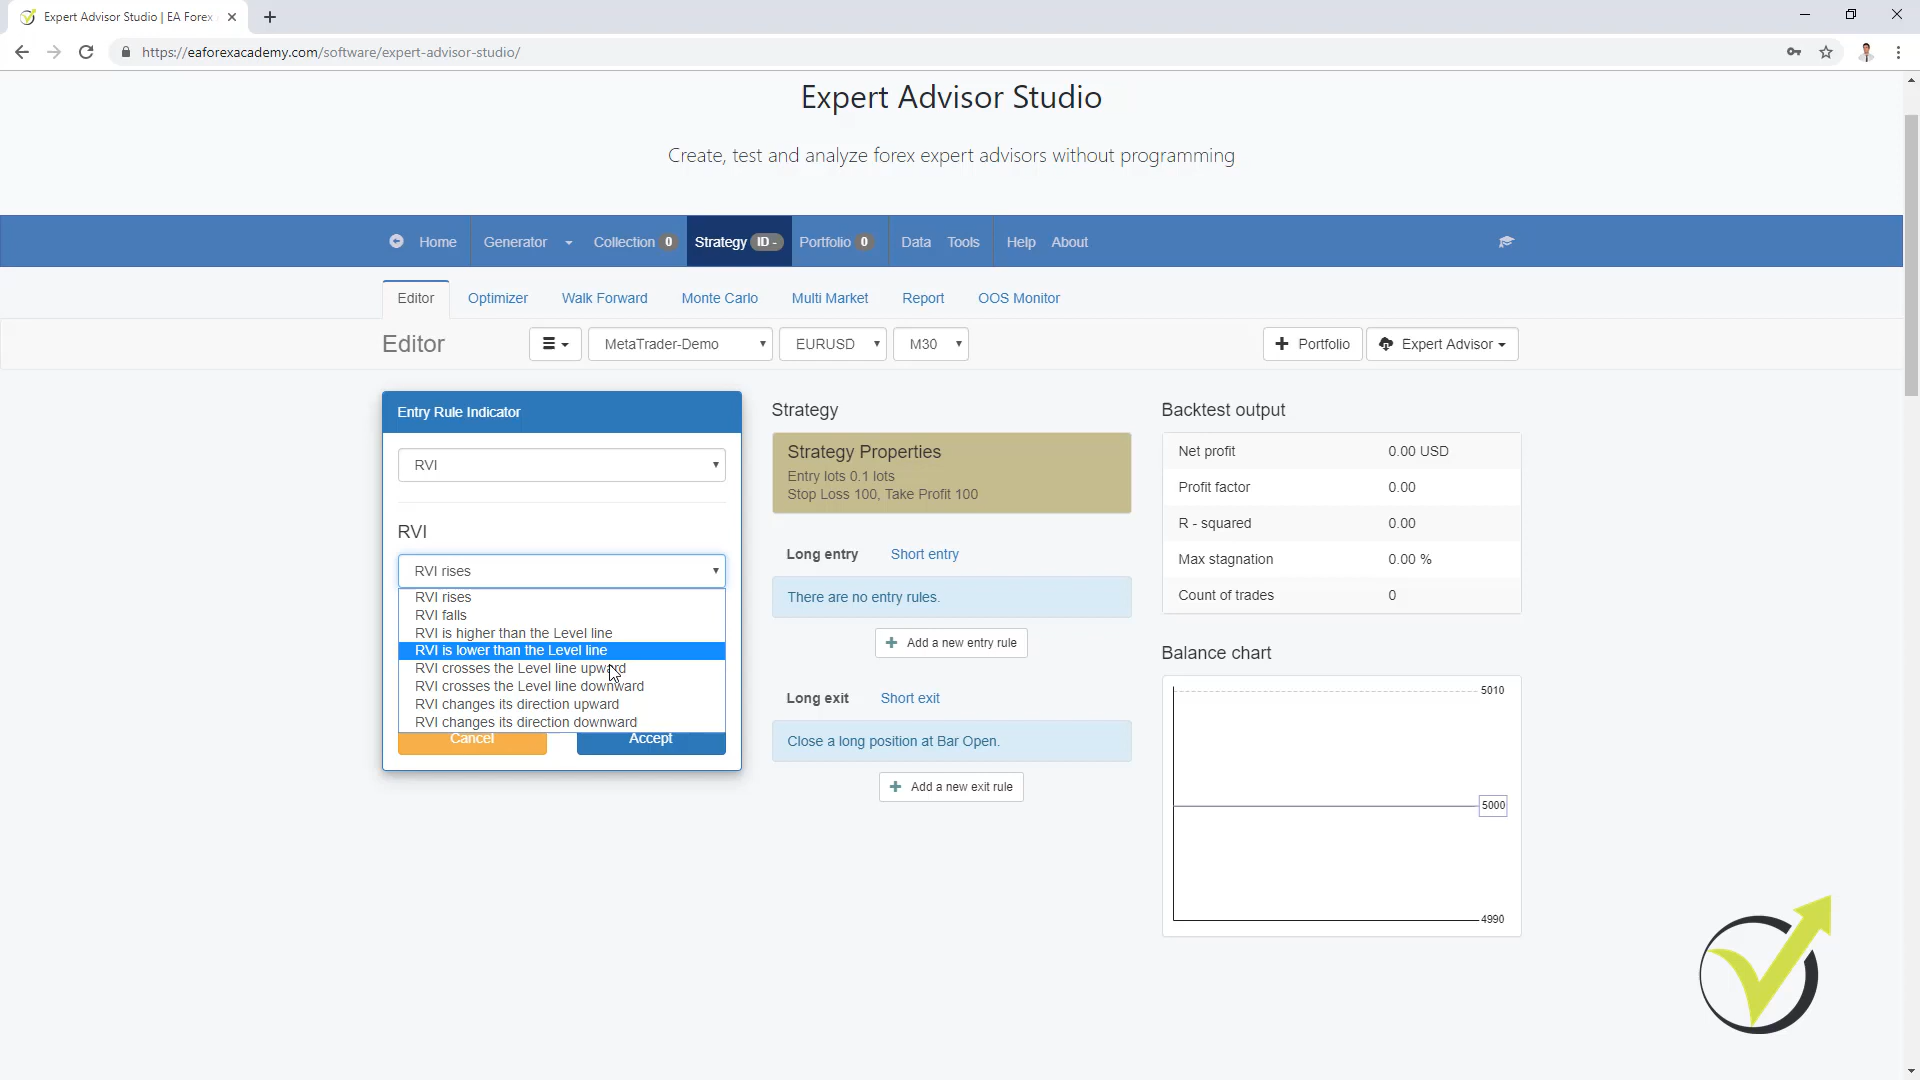 Expert Advisor Studio | EA Forex
https://eaforexacademy.com/software/expert-advisor-studio/
Expert Advisor Studio
Create, test and analyze forex expert advisors without programming
Home Generator Collection 0 Strategy ID - Portfolio 0 Data Tools Help About
Editor Optimizer Walk Forward Monte Carlo Multi Market Report OOS Monitor
Editor MetaTrader-Demo EURUSD M30 Portfolio Expert Advisor
Entry Rule Indicator
RVI
RVI
RVI rises
RVI rises
RVI falls
RVI is higher than the Level line
RVI is lower than the Level line
RVI crosses the Level line upward
RVI crosses the Level line downward
RVI changes its direction upward
RVI changes its direction downward
Cancel Accept
Strategy
Strategy Properties
Entry lots 0.1 lots
Stop Loss 100, Take Profit 100
Long entry Short entry
There are no entry rules.
Add a new entry rule
Long exit Short exit
Close a long position at Bar Open.
Add a new exit rule
Backtest output
Net profit 0.00 USD
Profit factor 0.00
R - squared 0.00
Max stagnation 0.00 %
Count of trades 0
Balance chart
5010
5000
4990